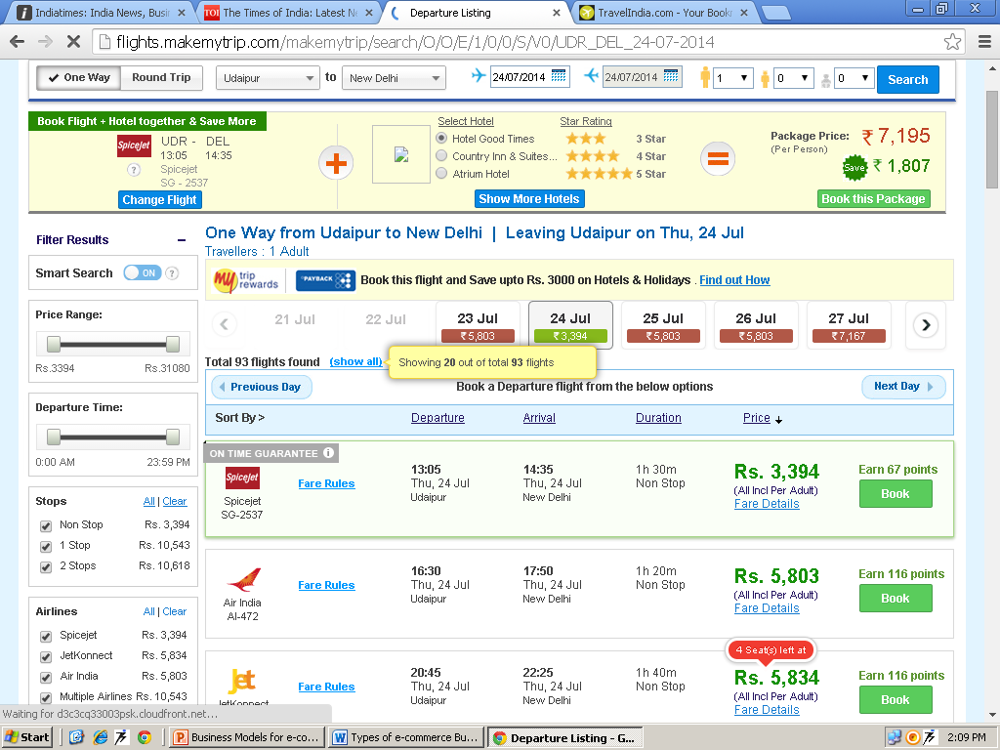 Indiatimes: India News, Busin
The Times of India: Latest Ne
Departure Listing
TravelIndia.com - Your Book
flights.makemytrip.com/makemytrip/search/O/O/E/1/0/0/S/V0/UDR_DEL_24-07-2014
One Way
Round Trip
Udaipur
to
New Delhi
24/07/2014
24/07/2014
1
0
0
Search
Book Flight + Hotel together & Save More
SpiceJet
UDR - DEL
13:05 14:35
Spicejet
SG - 2537
?
Change Flight
Select Hotel
Star Rating
Hotel Good Times
3 Star
Country Inn & Suites...
4 Star
Atrium Hotel
5 Star
Show More Hotels
Package Price:
(Per Person)
₹ 7,195
Save
₹ 1,807
Book this Package
Filter Results
Smart Search
ON
?
Price Range:
Rs.3394 Rs.31080
Departure Time:
0:00 AM 23:59 PM
Stops All | Clear
Non Stop Rs. 3,394
1 Stop Rs. 10,543
2 Stops Rs. 10,618
Airlines All | Clear
Spicejet Rs. 3,394
JetKonnect Rs. 5,834
Air India Rs. 5,803
Multiple Airlines Rs. 10,543
One Way from Udaipur to New Delhi | Leaving Udaipur on Thu, 24 Jul
Travellers : 1 Adult
my trip rewards
PAYBACK
Book this flight and Save upto Rs. 3000 on Hotels & Holidays . Find out How
21 Jul
22 Jul
23 Jul
₹ 5,803
24 Jul
₹ 3,394
25 Jul
₹ 5,803
26 Jul
₹ 5,803
27 Jul
₹ 7,167
Total 93 flights found (show all)
Showing 20 out of total 93 flights
Previous Day
Book a Departure flight from the below options
Next Day
Sort By > Departure Arrival Duration Price
ON TIME GUARANTEE i
SpiceJet
Spicejet
SG-2537
Fare Rules
13:05
Thu, 24 Jul
Udaipur
14:35
Thu, 24 Jul
New Delhi
1h 30m
Non Stop
Rs. 3,394
(All Incl Per Adult)
Fare Details
Earn 67 points
Book
Air India
AI-472
Fare Rules
16:30
Thu, 24 Jul
Udaipur
17:50
Thu, 24 Jul
New Delhi
1h 20m
Non Stop
Rs. 5,803
(All Incl Per Adult)
Fare Details
Earn 116 points
Book
Jet
JetKonnect
Fare Rules
20:45
Thu, 24 Jul
Udaipur
22:25
Thu, 24 Jul
New Delhi
1h 40m
Non Stop
4 Seat(s) left at
Rs. 5,834
(All Incl Per Adult)
Fare Details
Earn 116 points
Book
Waiting for d3c3cq33003psk.cloudfront.net...
Start
Business Models for e-co...
Types of e-commerce Bu...
Departure Listing - G...
2:09 PM